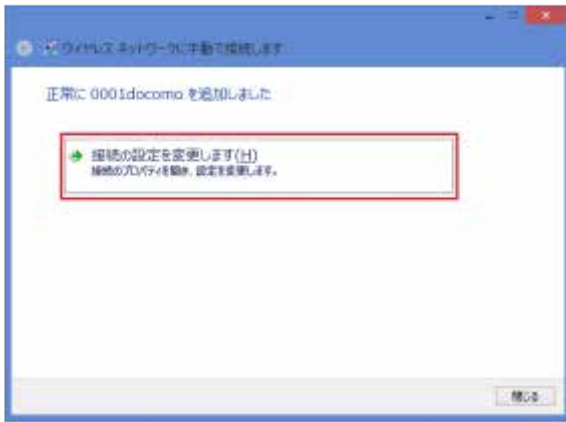 ワイヤレス ネットワークに手動で接続します
正常に 0001docomo を追加しました
接続の設定を変更します(H)
接続のプロパティを開き、設定を変更します。
閉じる